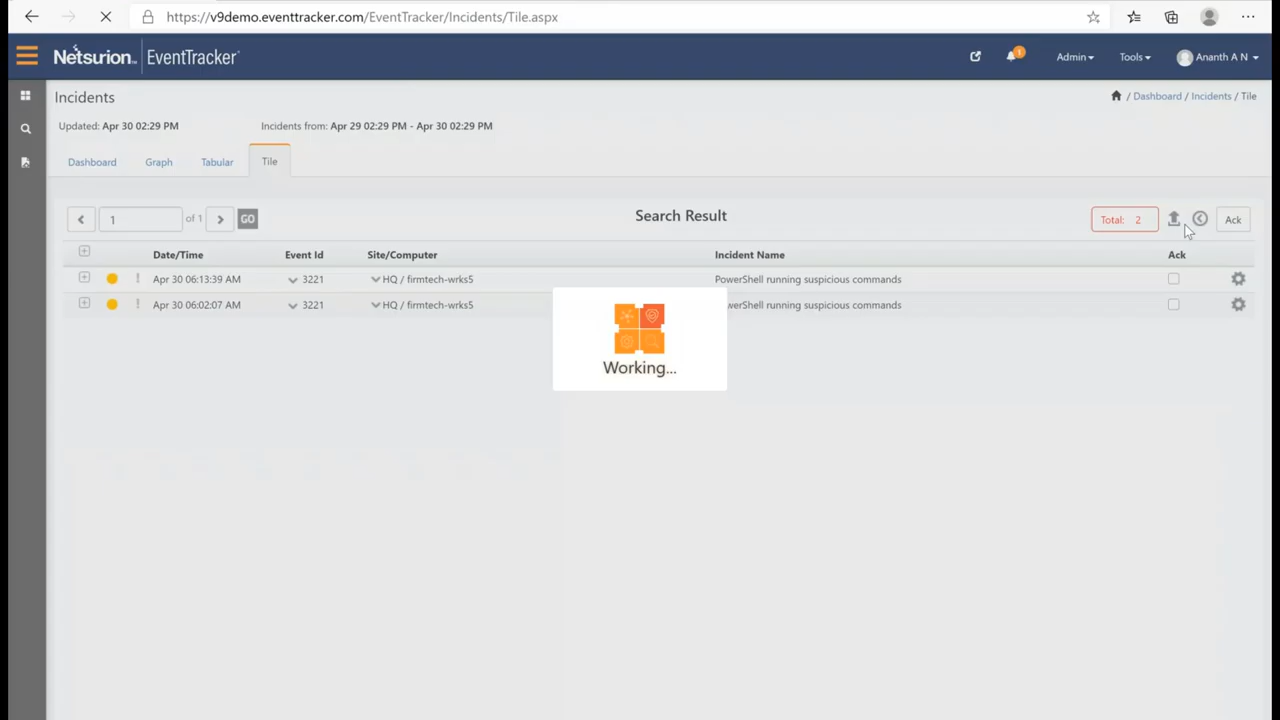 https://v9demo.eventtracker.com/EventTracker/Incidents/Tile.aspx
Netsurion EventTracker
1
Admin
Tools
Ananth A N
Incidents
/ Dashboard / Incidents / Tile
Updated: Apr 30 02:29 PM
Incidents from: Apr 29 02:29 PM - Apr 30 02:29 PM
Dashboard Graph Tabular Tile
1 of 1 GO
Search Result
Total: 2
Ack
Date/Time Event Id Site/Computer Incident Name Ack
Apr 30 06:13:39 AM 3221 HQ / firmtech-wrks5 PowerShell running suspicious commands
Apr 30 06:02:07 AM 3221 HQ / firmtech-wrks5 werShell running suspicious commands
Working...